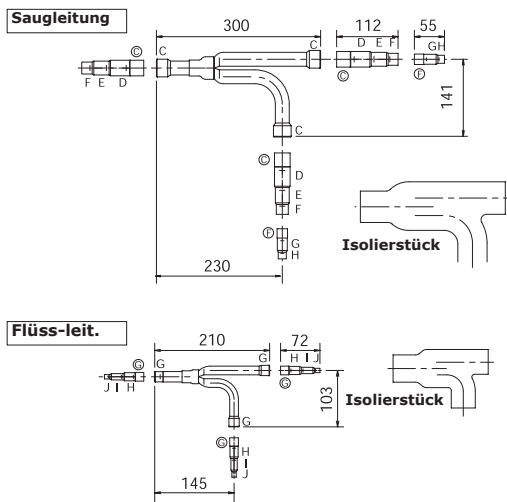 Saugleitung
300
112
55
C
C
D E F
G H
©
F E D
©
Ⓕ
141
C
©
D
E
F
Ⓕ
G
H
Isolierstück
230
Flüss-leit.
210
72
G
G
Ⓖ
H I J
J I H
Ⓖ
103
Isolierstück
G
Ⓖ
H
I
J
145